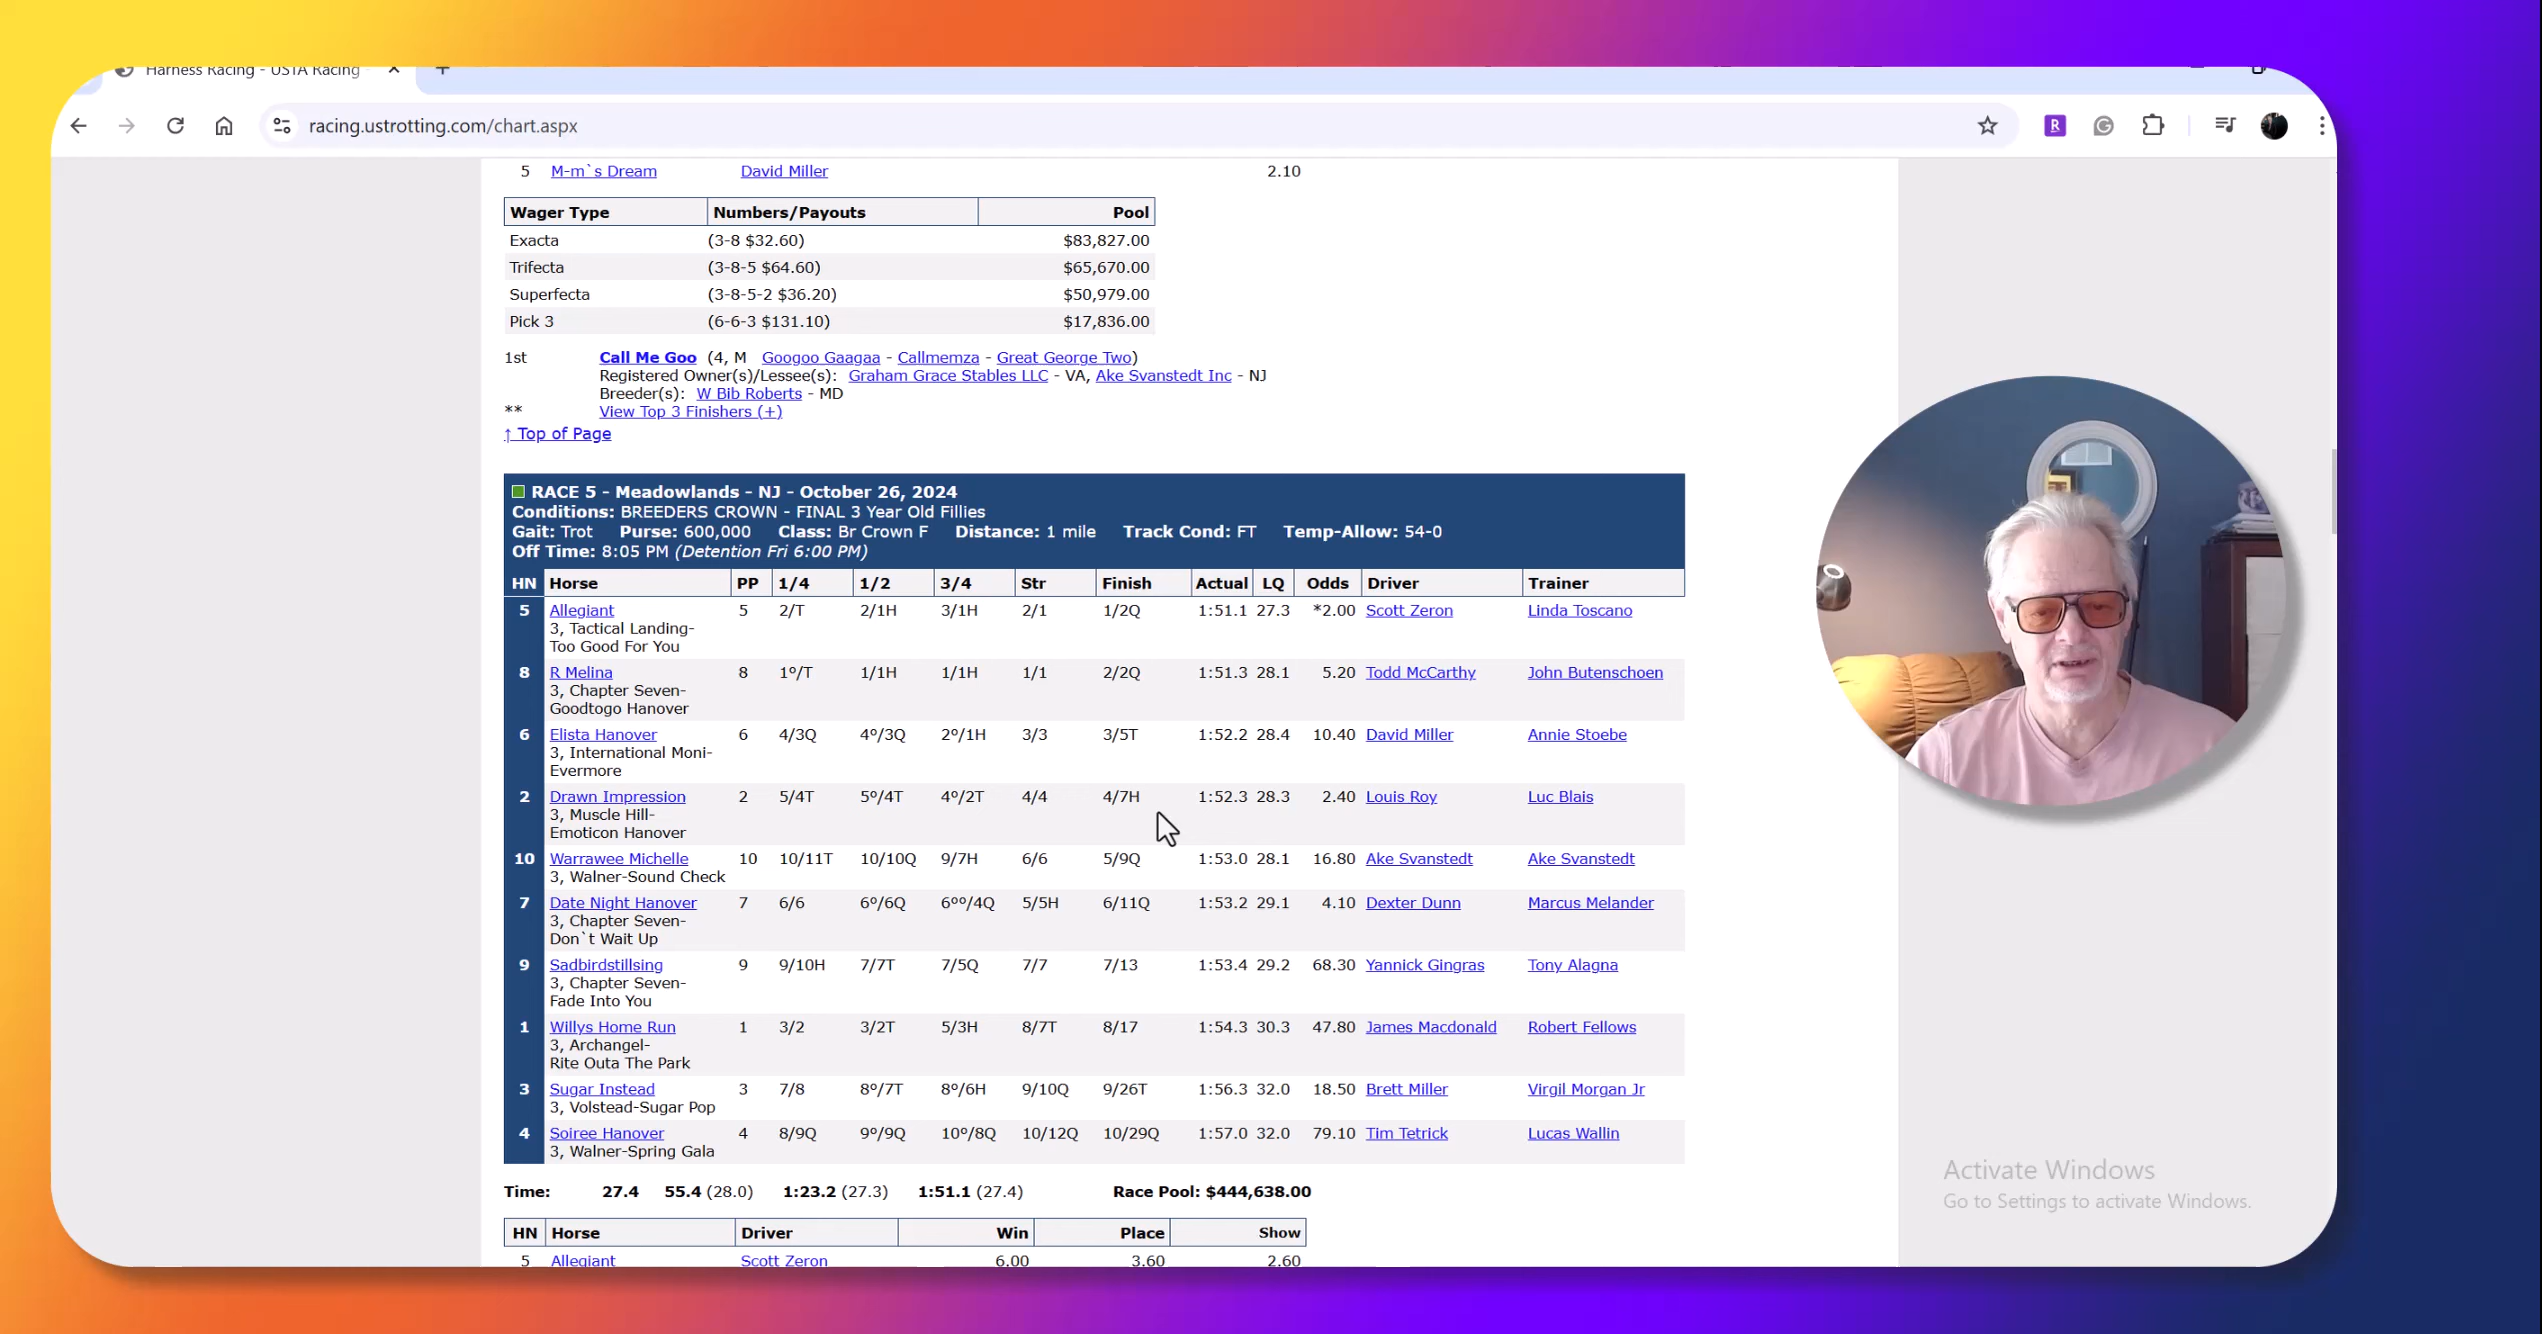 Harness Racing - USTA Racing
racing.ustrotting.com/chart.aspx
5 M-m`s Dream David Miller 2.10
Wager Type Numbers/Payouts Pool
Exacta (3-8 $32.60) $83,827.00
Trifecta (3-8-5 $64.60) $65,670.00
Superfecta (3-8-5-2 $36.20) $50,979.00
Pick 3 (6-6-3 $131.10) $17,836.00
1st Call Me Goo (4, M Googoo Gaagaa - Callmemza - Great George Two)
Registered Owner(s)/Lessee(s): Graham Grace Stables LLC - VA, Ake Svanstedt Inc - NJ
Breeder(s): W Bib Roberts - MD
** View Top 3 Finishers (+)
↑ Top of Page
RACE 5 - Meadowlands - NJ - October 26, 2024
Conditions: BREEDERS CROWN - FINAL 3 Year Old Fillies
Gait: Trot Purse: 600,000 Class: Br Crown F Distance: 1 mile Track Cond: FT Temp-Allow: 54-0
Off Time: 8:05 PM (Detention Fri 6:00 PM)
HN Horse PP 1/4 1/2 3/4 Str Finish Actual LQ Odds Driver Trainer
5 Allegiant 5 2/T 2/1H 3/1H 2/1 1/2Q 1:51.1 27.3 *2.00 Scott Zeron Linda Toscano
3, Tactical Landing-
Too Good For You
8 R Melina 8 1º/T 1/1H 1/1H 1/1 2/2Q 1:51.3 28.1 5.20 Todd McCarthy John Butenschoen
3, Chapter Seven-
Goodtogo Hanover
6 Elista Hanover 6 4/3Q 4º/3Q 2º/1H 3/3 3/5T 1:52.2 28.4 10.40 David Miller Annie Stoebe
3, International Moni-
Evermore
2 Drawn Impression 2 5/4T 5º/4T 4º/2T 4/4 4/7H 1:52.3 28.3 2.40 Louis Roy Luc Blais
3, Muscle Hill-
Emoticon Hanover
10 Warrawee Michelle 10 10/11T 10/10Q 9/7H 6/6 5/9Q 1:53.0 28.1 16.80 Ake Svanstedt Ake Svanstedt
3, Walner-Sound Check
7 Date Night Hanover 7 6/6 6º/6Q 6ºº/4Q 5/5H 6/11Q 1:53.2 29.1 4.10 Dexter Dunn Marcus Melander
3, Chapter Seven-
Don`t Wait Up
9 Sadbirdstillsing 9 9/10H 7/7T 7/5Q 7/7 7/13 1:53.4 29.2 68.30 Yannick Gingras Tony Alagna
3, Chapter Seven-
Fade Into You
1 Willys Home Run 1 3/2 3/2T 5/3H 8/7T 8/17 1:54.3 30.3 47.80 James Macdonald Robert Fellows
3, Archangel-
Rite Outa The Park
3 Sugar Instead 3 7/8 8º/7T 8º/6H 9/10Q 9/26T 1:56.3 32.0 18.50 Brett Miller Virgil Morgan Jr
3, Volstead-Sugar Pop
4 Soiree Hanover 4 8/9Q 9º/9Q 10º/8Q 10/12Q 10/29Q 1:57.0 32.0 79.10 Tim Tetrick Lucas Wallin
3, Walner-Spring Gala
Time: 27.4 55.4 (28.0) 1:23.2 (27.3) 1:51.1 (27.4) Race Pool: $444,638.00
HN Horse Driver Win Place Show
5 Allegiant Scott Zeron 6.00 3.60 2.60
Activate Windows
Go to Settings to activate Windows.